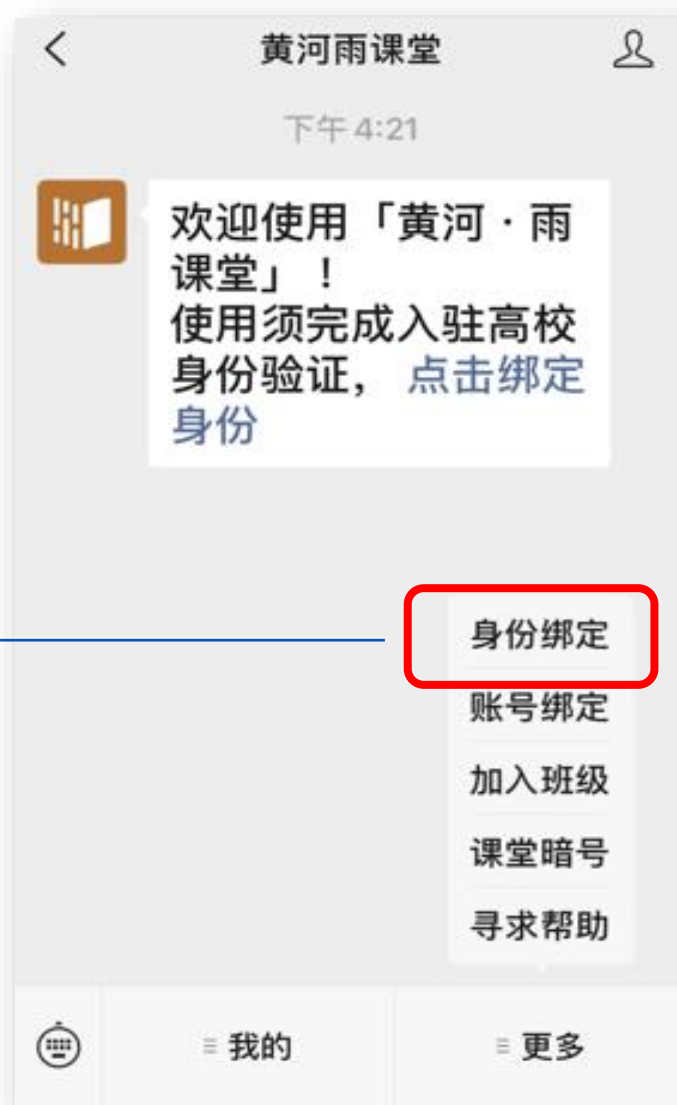 黄河雨课堂
下午 4:21
欢迎使用「黄河·雨
课堂」！
使用须完成入驻高校
身份验证，点击绑定
身份
身份绑定
账号绑定
加入班级
课堂暗号
寻求帮助
我的
更多